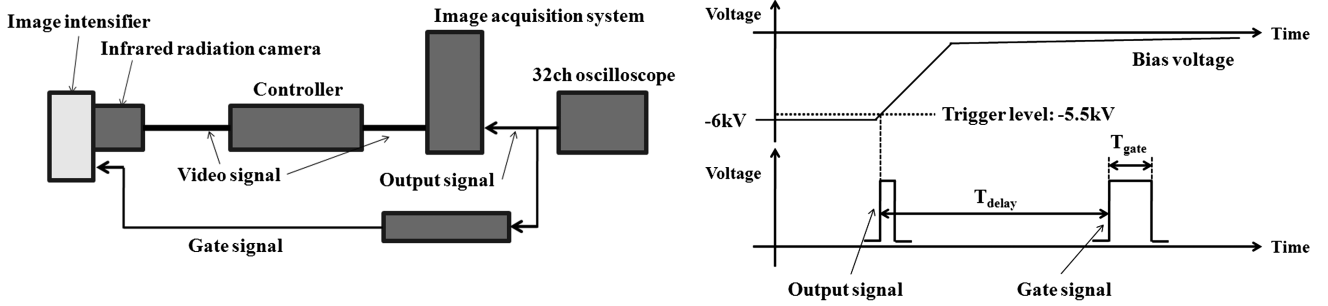 Image intensifier
Infrared radiation camera
Image acquisition system
Controller
32ch oscilloscope
Video signal
Output signal
Gate signal
Voltage
Time
Bias voltage
-6kV
Trigger level: -5.5kV
Voltage
Tgate
Tdelay
Time
Output signal
Gate signal